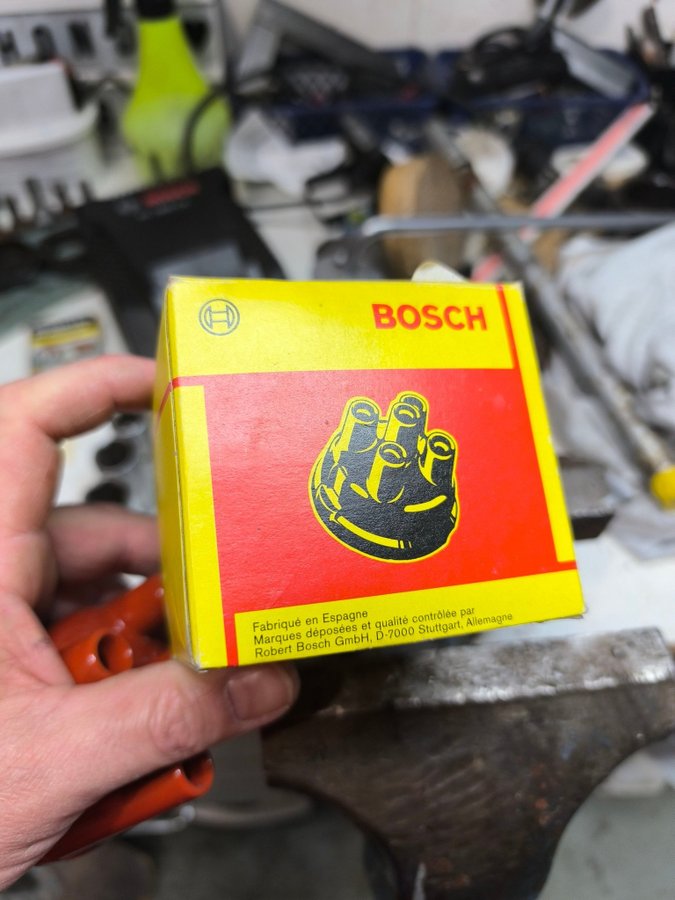 BOSCH
Fabriqué en Espagne
Marques déposées et qualité contrôlée par
Robert Bosch GmbH, D-7000 Stuttgart, Allemagne